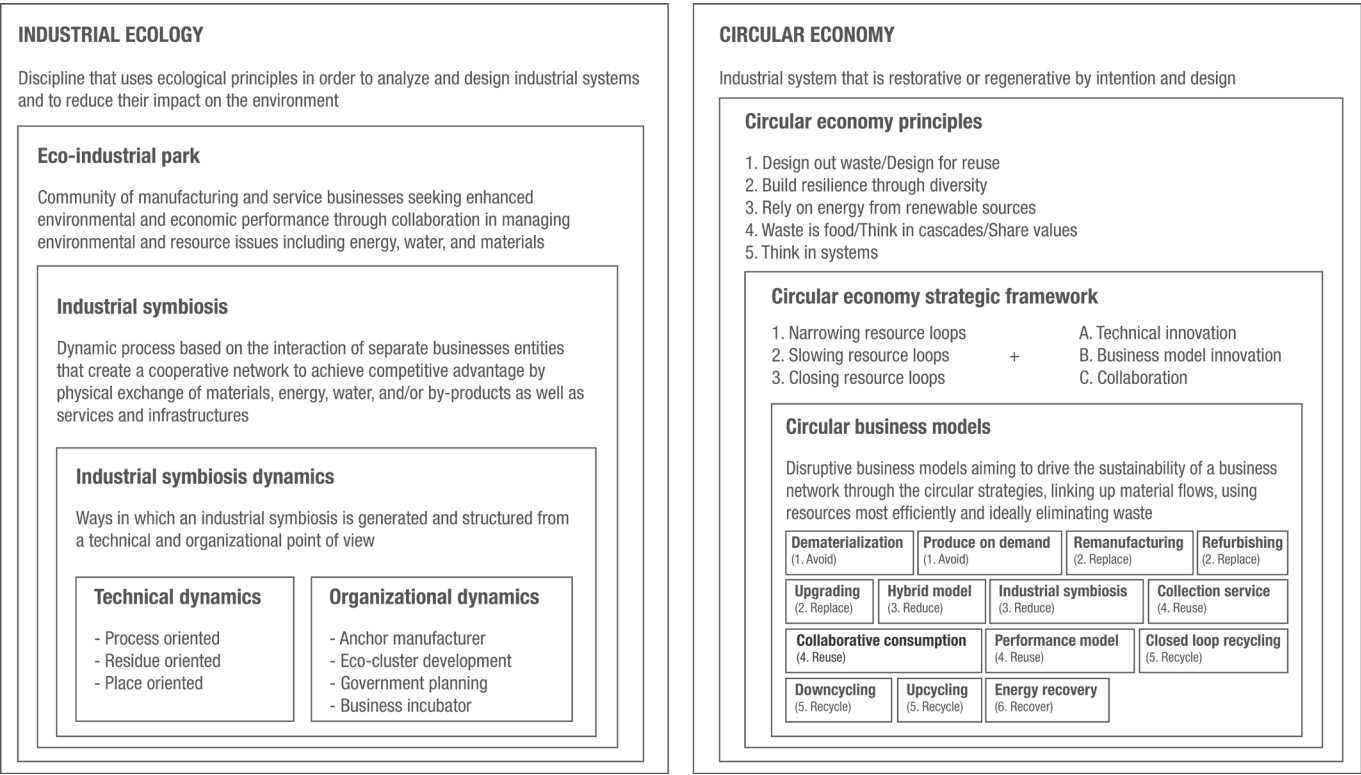 INDUSTRIAL ECOLOGY
Discipline that uses ecological principles in order to analyze and design industrial systems
and to reduce their impact on the environment
Eco-industrial park
Community of manufacturing and service businesses seeking enhanced
environmental and economic performance through collaboration in managing
environmental and resource issues including energy, water, and materials
Industrial symbiosis
Dynamic process based on the interaction of separate businesses entities
that create a cooperative network to achieve competitive advantage by
physical exchange of materials, energy, water, and/or by-products as well as
services and infrastructures
Industrial symbiosis dynamics
Ways in which an industrial symbiosis is generated and structured from
a technical and organizational point of view
Technical dynamics
- Process oriented
- Residue oriented
- Place oriented
Organizational dynamics
- Anchor manufacturer
- Eco-cluster development
- Government planning
- Business incubator
CIRCULAR ECONOMY
Industrial system that is restorative or regenerative by intention and design
Circular economy principles
1. Design out waste/Design for reuse
2. Build resilience through diversity
3. Rely on energy from renewable sources
4. Waste is food/Think in cascades/Share values
5. Think in systems
Circular economy strategic framework
1. Narrowing resource loops
2. Slowing resource loops
3. Closing resource loops
+
A. Technical innovation
B. Business model innovation
C. Collaboration
Circular business models
Disruptive business models aiming to drive the sustainability of a business
network through the circular strategies, linking up material flows, using
resources most efficiently and ideally eliminating waste
Dematerialization
(1. Avoid)
Produce on demand
(1. Avoid)
Remanufacturing
(2. Replace)
Refurbishing
(2. Replace)
Upgrading
(2. Replace)
Hybrid model
(3. Reduce)
Industrial symbiosis
(3. Reduce)
Collection service
(4. Reuse)
Collaborative consumption
(4. Reuse)
Performance model
(4. Reuse)
Closed loop recycling
(5. Recycle)
Downcycling
(5. Recycle)
Upcycling
(5. Recycle)
Energy recovery
(6. Recover)